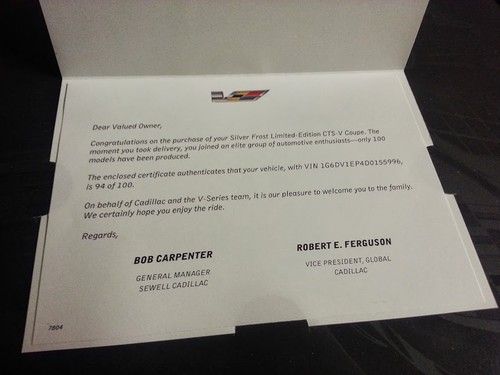 Dear Valued Owner,
Congratulations on the purchase of your Silver Frost Limited-Edition CTS-V Coupe. The
moment you took delivery, you joined an elite group of automotive enthusiasts—only 100
models have been produced.
The enclosed certificate authenticates that your vehicle, with VIN 1G6DV1EP4D0155996,
is 94 of 100.
On behalf of Cadillac and the V-Series team, it is our pleasure to welcome you to the family.
We certainly hope you enjoy the ride.
Regards,
BOB CARPENTER
GENERAL MANAGER
SEWELL CADILLAC
ROBERT E. FERGUSON
VICE PRESIDENT, GLOBAL
CADILLAC
7804